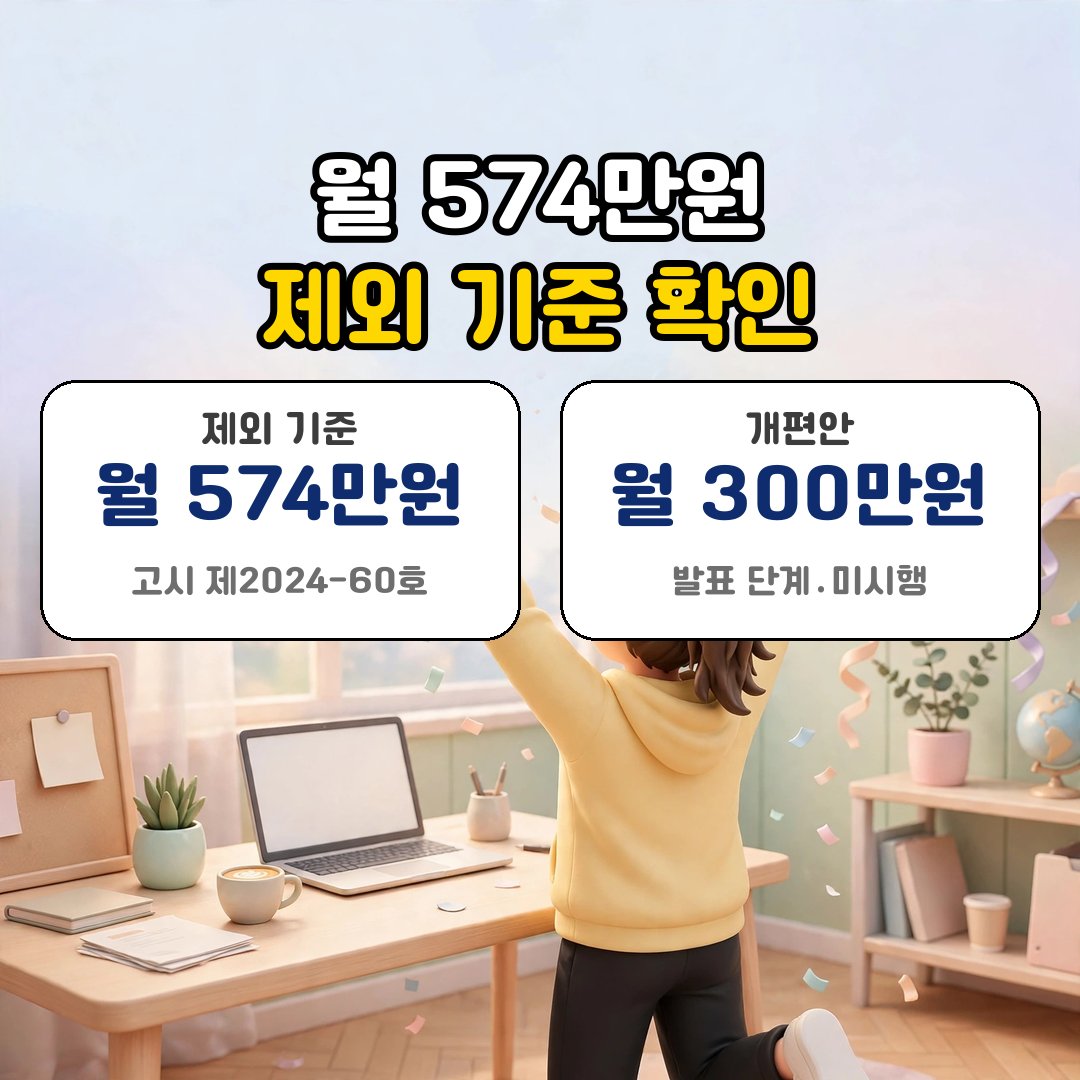 월 574만원
제외 기준 확인
제외 기준
월 574만원
고시 제2024-60호
개편안
월 300만원
발표 단계.미시행